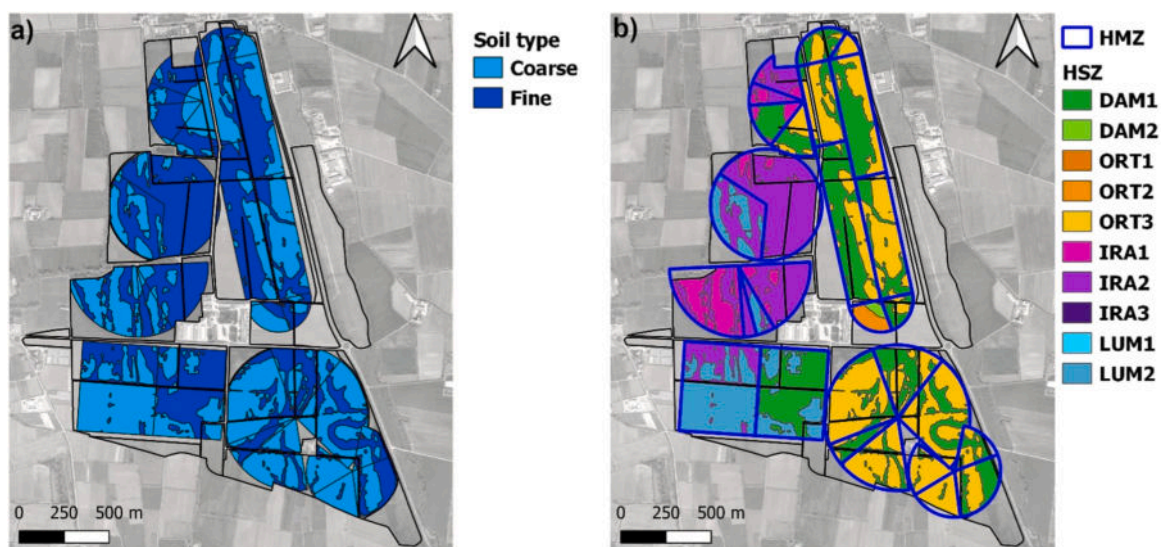 a)
Soil type
Coarse
Fine
0 250 500 m
b)
HMZ
HSZ
DAM1
DAM2
ORT1
ORT2
ORT3
IRA1
IRA2
IRA3
LUM1
LUM2
0 250 500 m